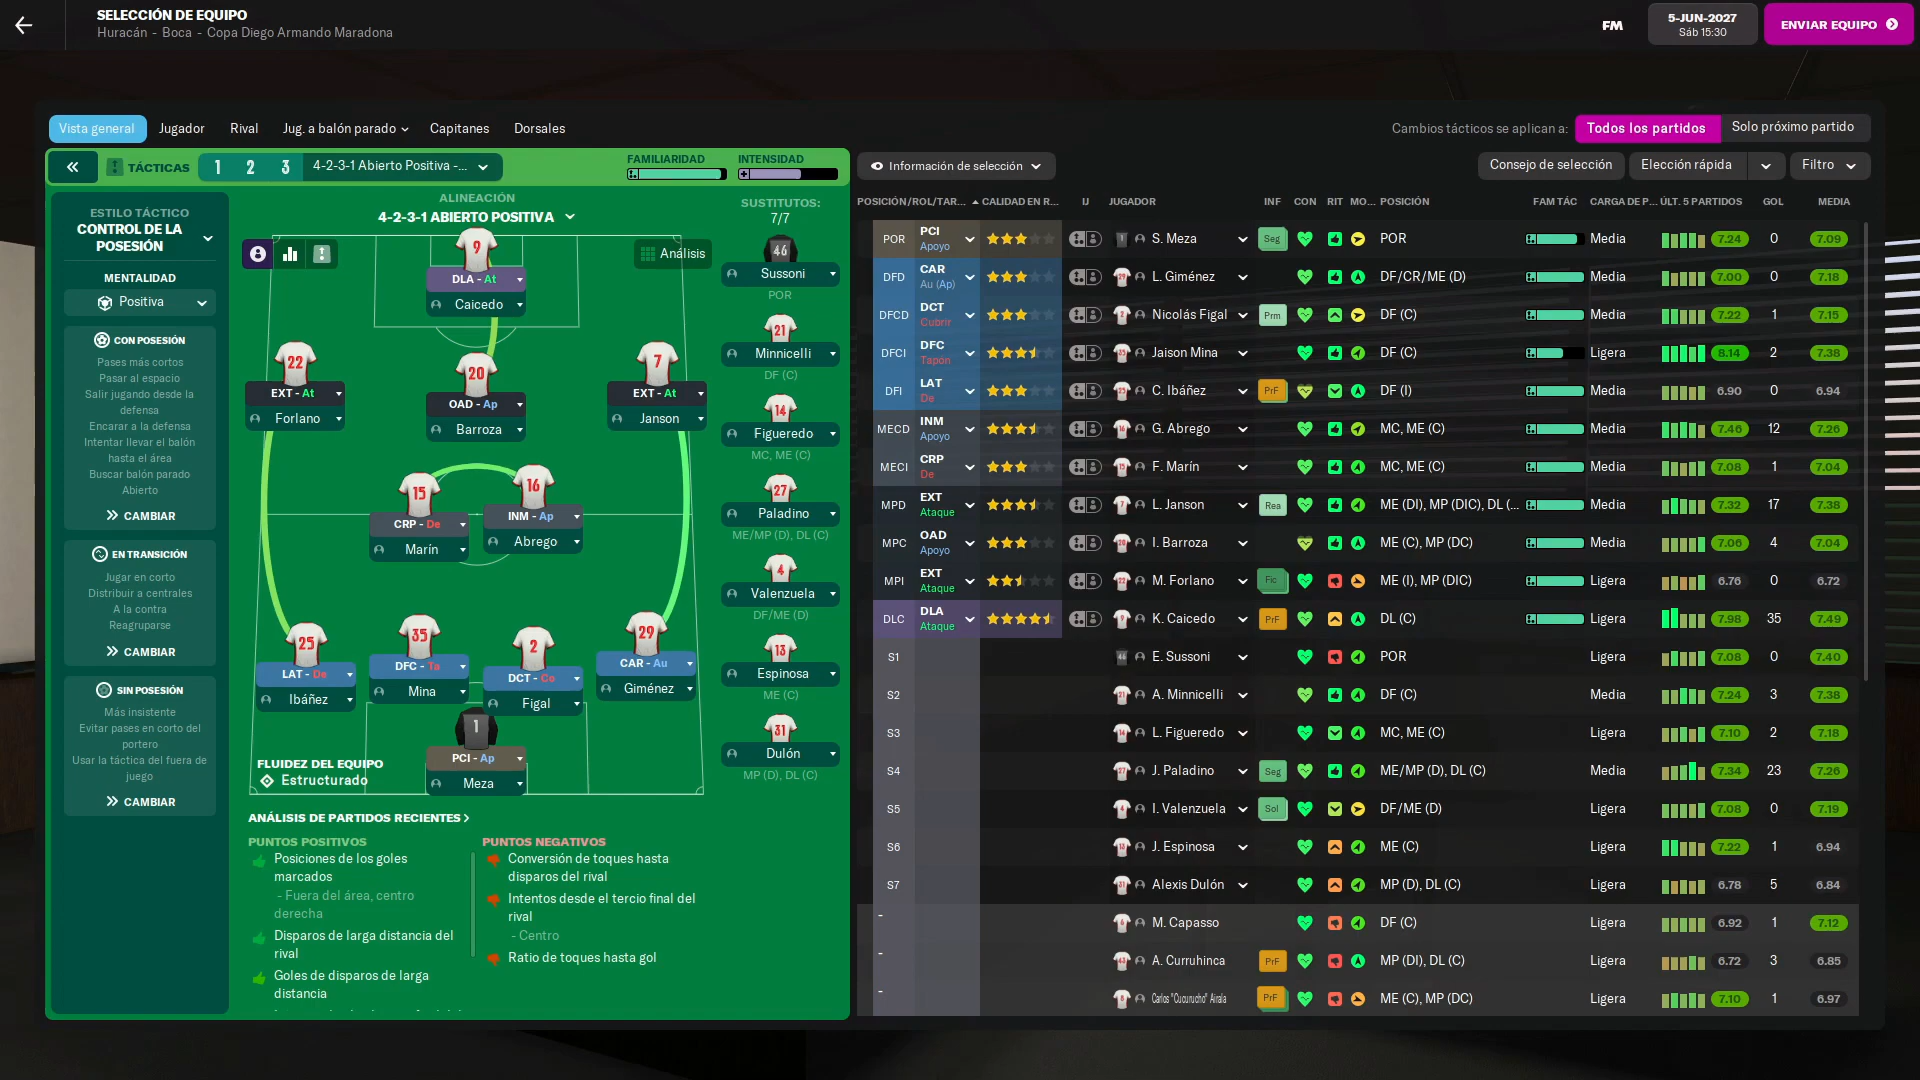 SELECCIÓN DE EQUIPO
Huracán - Boca - Copa Diego Armando Maradona
FM
5-JUN-2027
Sáb 15:30
ENVIAR EQUIPO
Vista general
Jugador
Rival
Jug. a balón parado
Capitanes
Dorsales
Cambios tácticos se aplican a:
Todos los partidos
Solo próximo partido
TÁCTICAS
1 2 3
4-2-3-1 Abierto Positiva -...
FAMILIARIDAD
INTENSIDAD
Información de selección
Consejo de selección
Elección rápida
Filtro
ESTILO TÁCTICO
CONTROL DE LA
POSESIÓN
MENTALIDAD
Positiva
CON POSESIÓN
Pases más cortos
Pasar al espacio
Salir jugando desde la
defensa
Encarar a la defensa
Intentar llevar el balón
hasta el área
Buscar balón parado
Abierto
CAMBIAR
EN TRANSICIÓN
Jugar en corto
Distribuir a centrales
A la contra
Reagruparse
CAMBIAR
SIN POSESIÓN
Más insistente
Evitar pases en corto del
portero
Usar la táctica del fuera de
juego
CAMBIAR
ALINEACIÓN
4-2-3-1 ABIERTO POSITIVA
Análisis
9
DLA - At
Caicedo
22
EXT - At
Forlano
20
OAD - Ap
Barroza
7
EXT - At
Janson
15
CRP - De
Marín
16
INM - Ap
Abrego
25
LAT - De
Ibáñez
35
DFC - Ta
Mina
2
DCT - Co
Figal
29
CAR - Au
Giménez
1
PCI - Ap
Meza
FLUIDEZ DEL EQUIPO
Estructurado
SUSTITUTOS:
7/7
46
Sussoni
POR
21
Minnicelli
DF (C)
14
Figueredo
MC, ME (C)
27
Paladino
ME/MP (D), DL (C)
4
Valenzuela
DF/ME (D)
13
Espinosa
ME (C)
31
Dulón
MP (D), DL (C)
ANÁLISIS DE PARTIDOS RECIENTES
PUNTOS POSITIVOS
Posiciones de los goles
marcados
- Fuera del área, centro
derecha
Disparos de larga distancia del
rival
Goles de disparos de larga
distancia
PUNTOS NEGATIVOS
Conversión de toques hasta
disparos del rival
Intentos desde el tercio final del
rival
- Centro
Ratio de toques hasta gol
POSICIÓN/ROL/TAR... CALIDAD EN R... IJ JUGADOR INF CON RIT MO... POSICIÓN FAM TÁC CARGA DE P... ÚLT. 5 PARTIDOS GOL MEDIA
POR PCI Apoyo S. Meza Seg POR Media 7.24 0 7.09
DFD CAR Au (Ap) L. Giménez DF/CR/ME (D) Media 7.00 0 7.18
DFCD DCT Cubrir Nicolás Figal Prm DF (C) Media 7.22 1 7.15
DFCI DFC Tapón Jaison Mina DF (C) Ligera 8.14 2 7.38
DFI LAT De C. Ibáñez PrF DF (I) Media 6.90 0 6.94
MECD INM Apoyo G. Abrego MC, ME (C) Media 7.46 12 7.26
MECI CRP De F. Marín MC, ME (C) Media 7.08 1 7.04
MPD EXT Ataque L. Janson Rea ME (DI), MP (DIC), DL (... Media 7.32 17 7.26
MPC OAD Apoyo I. Barroza ME (C), MP (DC) Media 7.06 4 7.04
MPI EXT Ataque M. Forlano Fic ME (I), MP (DIC) Ligera 6.76 0 6.72
DLC DLA Ataque K. Caicedo PrF DL (C) Ligera 7.98 35 7.49
S1 E. Sussoni POR Ligera 7.08 0 7.40
S2 A. Minnicelli DF (C) Media 7.24 3 7.38
S3 L. Figueredo MC, ME (C) Ligera 7.10 2 7.18
S4 J. Paladino Seg ME/MP (D), DL (C) Media 7.34 23 7.26
S5 I. Valenzuela Sol DF/ME (D) Ligera 7.08 0 7.19
S6 J. Espinosa ME (C) Ligera 7.22 1 6.94
S7 Alexis Dulón MP (D), DL (C) Ligera 6.78 5 6.84
- M. Capasso DF (C) Ligera 6.92 1 7.12
- A. Curruhinca PrF MP (DI), DL (C) Ligera 6.72 3 6.85
- Carlos "Cucurucho" Airala PrF ME (C), MP (DC) Ligera 7.10 1 6.97